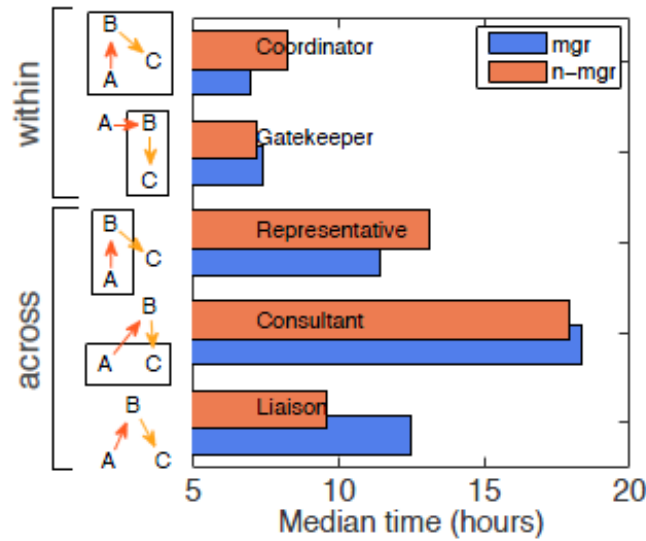 within
across
B
A
C
A
B
C
B
A
C
B
A
C
B
A
C
Coordinator
Gatekeeper
Representative
Consultant
Liaison
mgr
n-mgr
5
10
15
20
Median time (hours)